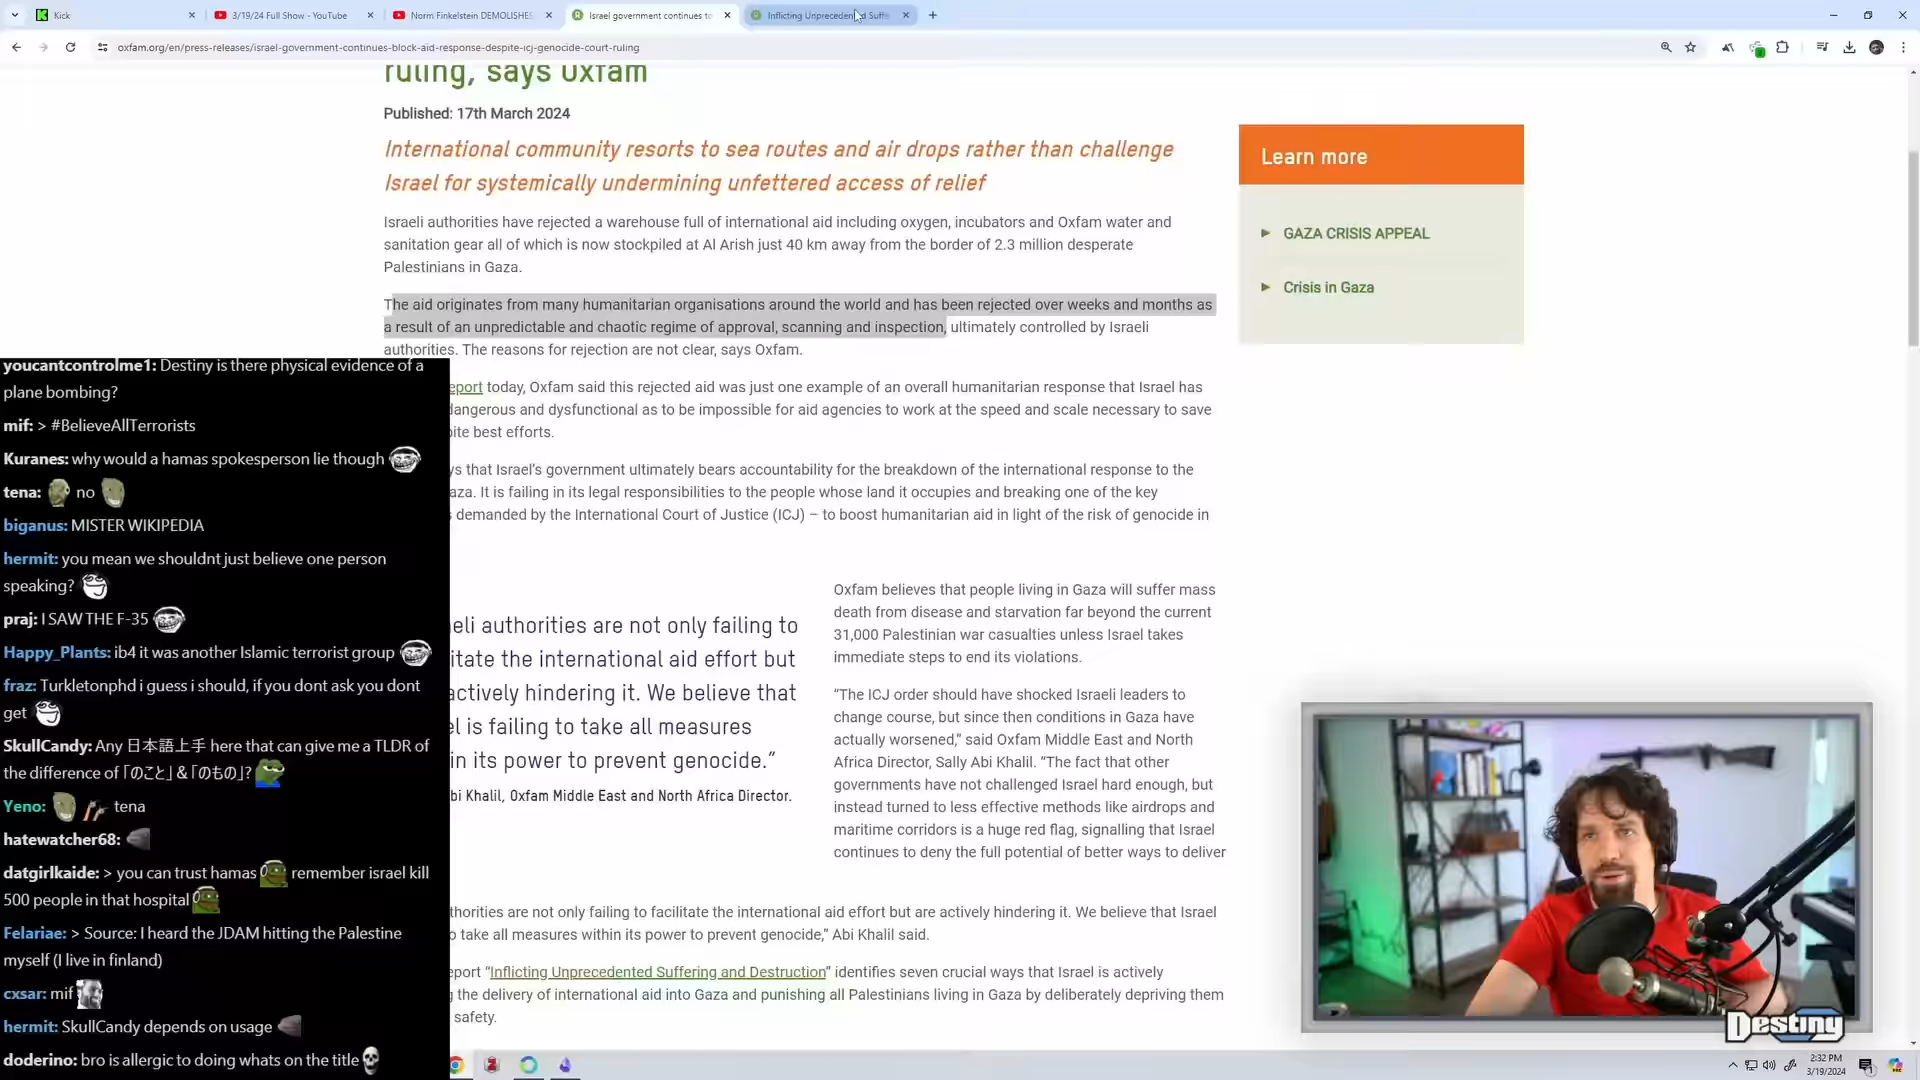 Kick
3/19/24 Full Show - YouTube
Norm Finkelstein DEMOLISHES
Israel government continues to
Inflicting Unprecedented Suffe
oxfam.org/en/press-releases/israel-government-continues-block-aid-response-despite-icj-genocide-court-ruling
ruling, says Oxfam
Published: 17th March 2024
International community resorts to sea routes and air drops rather than challenge
Israel for systemically undermining unfettered access of relief
Israeli authorities have rejected a warehouse full of international aid including oxygen, incubators and Oxfam water and
sanitation gear all of which is now stockpiled at Al Arish just 40 km away from the border of 2.3 million desperate
Palestinians in Gaza.
The aid originates from many humanitarian organisations around the world and has been rejected over weeks and months as
a result of an unpredictable and chaotic regime of approval, scanning and inspection, ultimately controlled by Israeli
authorities. The reasons for rejection are not clear, says Oxfam.
eport today, Oxfam said this rejected aid was just one example of an overall humanitarian response that Israel has
dangerous and dysfunctional as to be impossible for aid agencies to work at the speed and scale necessary to save
pite best efforts.
ys that Israel's government ultimately bears accountability for the breakdown of the international response to the
aza. It is failing in its legal responsibilities to the people whose land it occupies and breaking one of the key
s demanded by the International Court of Justice (ICJ) – to boost humanitarian aid in light of the risk of genocide in
eli authorities are not only failing to
itate the international aid effort but
actively hindering it. We believe that
el is failing to take all measures
in its power to prevent genocide."
bi Khalil, Oxfam Middle East and North Africa Director.
Oxfam believes that people living in Gaza will suffer mass
death from disease and starvation far beyond the current
31,000 Palestinian war casualties unless Israel takes
immediate steps to end its violations.
"The ICJ order should have shocked Israeli leaders to
change course, but since then conditions in Gaza have
actually worsened," said Oxfam Middle East and North
Africa Director, Sally Abi Khalil. "The fact that other
governments have not challenged Israel hard enough, but
instead turned to less effective methods like airdrops and
maritime corridors is a huge red flag, signalling that Israel
continues to deny the full potential of better ways to deliver
thorities are not only failing to facilitate the international aid effort but are actively hindering it. We believe that Israel
o take all measures within its power to prevent genocide," Abi Khalil said.
eport "Inflicting Unprecedented Suffering and Destruction" identifies seven crucial ways that Israel is actively
g the delivery of international aid into Gaza and punishing all Palestinians living in Gaza by deliberately depriving them
safety.
Learn more
GAZA CRISIS APPEAL
Crisis in Gaza
youcantcontrolme1: Destiny is there physical evidence of a
plane bombing?
mif: > #BelieveAllTerrorists
Kuranes: why would a hamas spokesperson lie though
tena: no
biganus: MISTER WIKIPEDIA
hermit: you mean we shouldnt just believe one person
speaking?
praj: I SAW THE F-35
Happy_Plants: ib4 it was another Islamic terrorist group
fraz: Turkletonphd i guess i should, if you dont ask you dont
get
SkullCandy: Any 日本語上手 here that can give me a TLDR of
the difference of 「のこと」 & 「のもの」?
Yeno: tena
hatewatcher68:
datgirlkaide: > you can trust hamas remember israel kill
500 people in that hospital
Felariae: > Source: I heard the JDAM hitting the Palestine
myself (I live in finland)
cxsar: mif
hermit: SkullCandy depends on usage
doderino: bro is allergic to doing whats on the title
Destiny
2:32 PM
3/19/2024